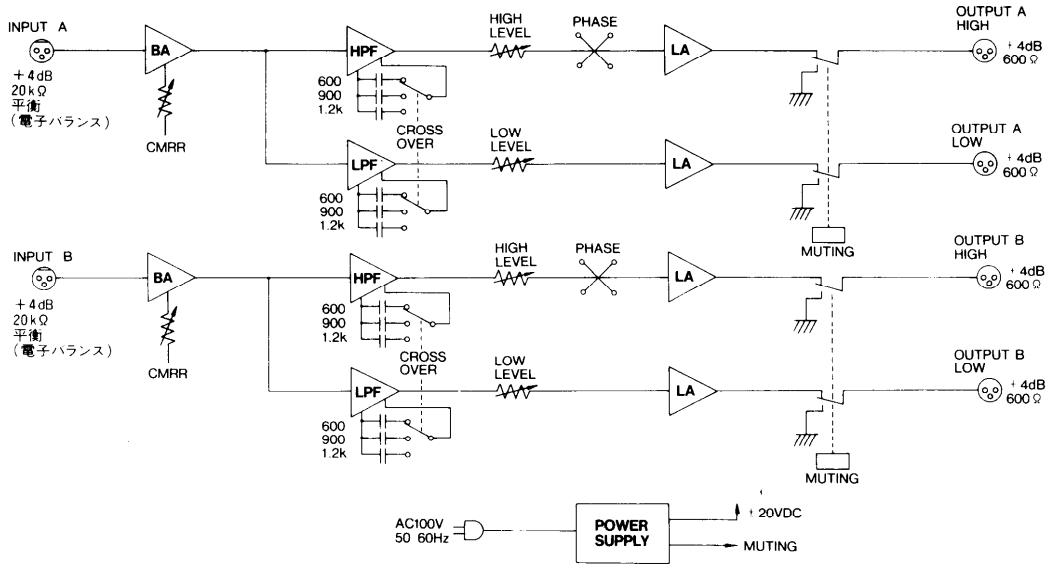 INPUT A
+4dB
20kΩ
平衡
(電子バランス)
BA
CMRR
HPF
600
900
1.2k
CROSS
OVER
LPF
600
900
1.2k
HIGH
LEVEL
PHASE
LA
LOW
LEVEL
LA
MUTING
OUTPUT A
HIGH
+4dB
600Ω
OUTPUT A
LOW
+4dB
600Ω
INPUT B
+4dB
20kΩ
平衡
(電子バランス)
BA
CMRR
HPF
600
900
1.2k
CROSS
OVER
LPF
600
900
1.2k
HIGH
LEVEL
PHASE
LA
LOW
LEVEL
LA
MUTING
OUTPUT B
HIGH
+4dB
600Ω
OUTPUT B
LOW
+4dB
600Ω
AC100V
50 60Hz
POWER
SUPPLY
20VDC
MUTING